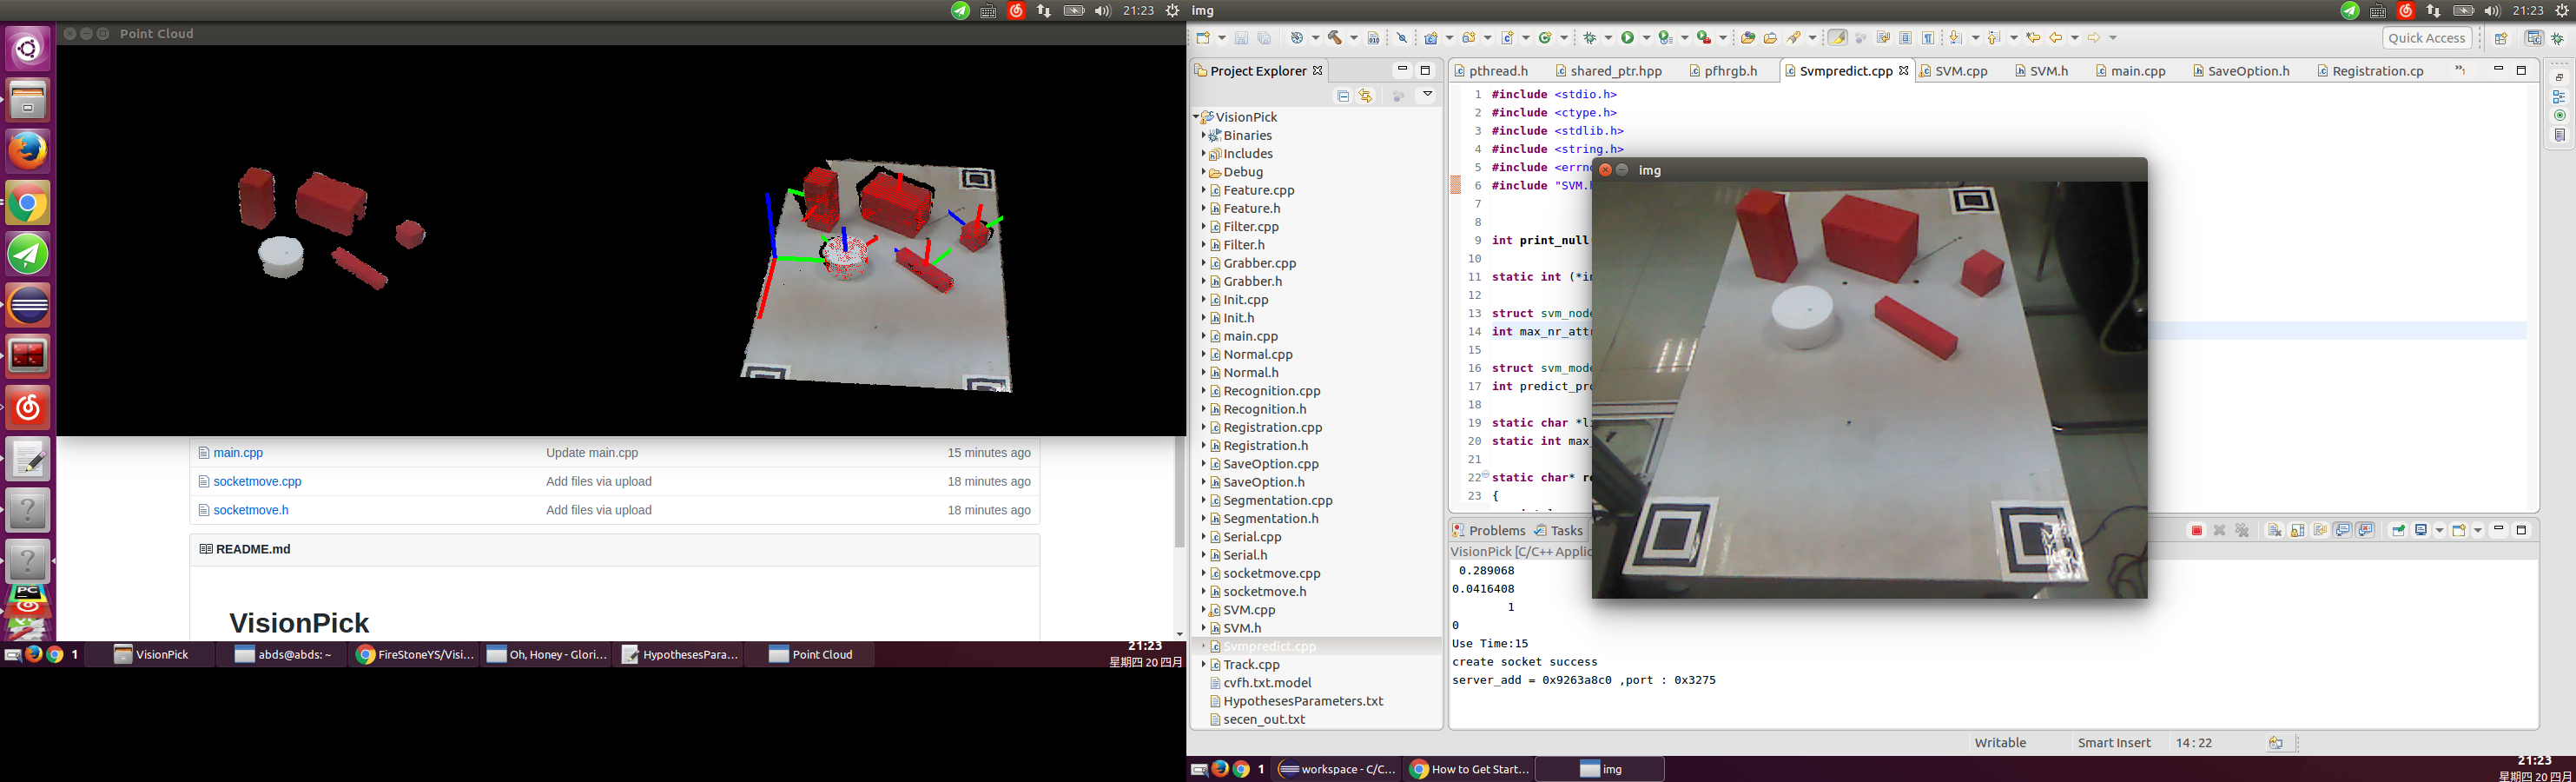 21:23
img
21:23
Point Cloud
Quick Access
Project Explorer
pthread.h
shared_ptr.hpp
pfhrgb.h
Svmpredict.cpp
SVM.cpp
SVM.h
main.cpp
SaveOption.h
Registration.cp
VisionPick
Binaries
Includes
Debug
Feature.cpp
Feature.h
Filter.cpp
Filter.h
Grabber.cpp
Grabber.h
Init.cpp
Init.h
main.cpp
Normal.cpp
Normal.h
Recognition.cpp
Recognition.h
Registration.cpp
Registration.h
SaveOption.cpp
SaveOption.h
Segmentation.cpp
Segmentation.h
Serial.cpp
Serial.h
socketmove.cpp
socketmove.h
SVM.cpp
SVM.h
Svmpredict.cpp
Track.cpp
cvfh.txt.model
HypothesesParameters.txt
secen_out.txt
1 #include <stdio.h>
2 #include <ctype.h>
3 #include <stdlib.h>
4 #include <string.h>
5 #include <errno
6 #include "SVM.h
7
8
9 int print_null
10
11 static int (*in
12
13 struct svm_node
14 int max_nr_att
15
16 struct svm_mode
17 int predict_pro
18
19 static char *li
20 static int max_
21
22 static char* re
23 {
img
Problems
Tasks
VisionPick [C/C++ Applic
0.289068
0.0416408
1
0
Use Time:15
create socket success
server_add = 0x9263a8c0 ,port : 0x3275
Writable
Smart Insert
14 : 22
main.cpp Update main.cpp 15 minutes ago
socketmove.cpp Add files via upload 18 minutes ago
socketmove.h Add files via upload 18 minutes ago
README.md
VisionPick
1
VisionPick
abds@abds: ~
FireStoneYS/Visi...
Oh, Honey - Glori...
HypothesesPara...
Point Cloud
21:23
星期四 20 四月
1
workspace - C/C...
How to Get Start...
img
21:23
星期四 20 四月